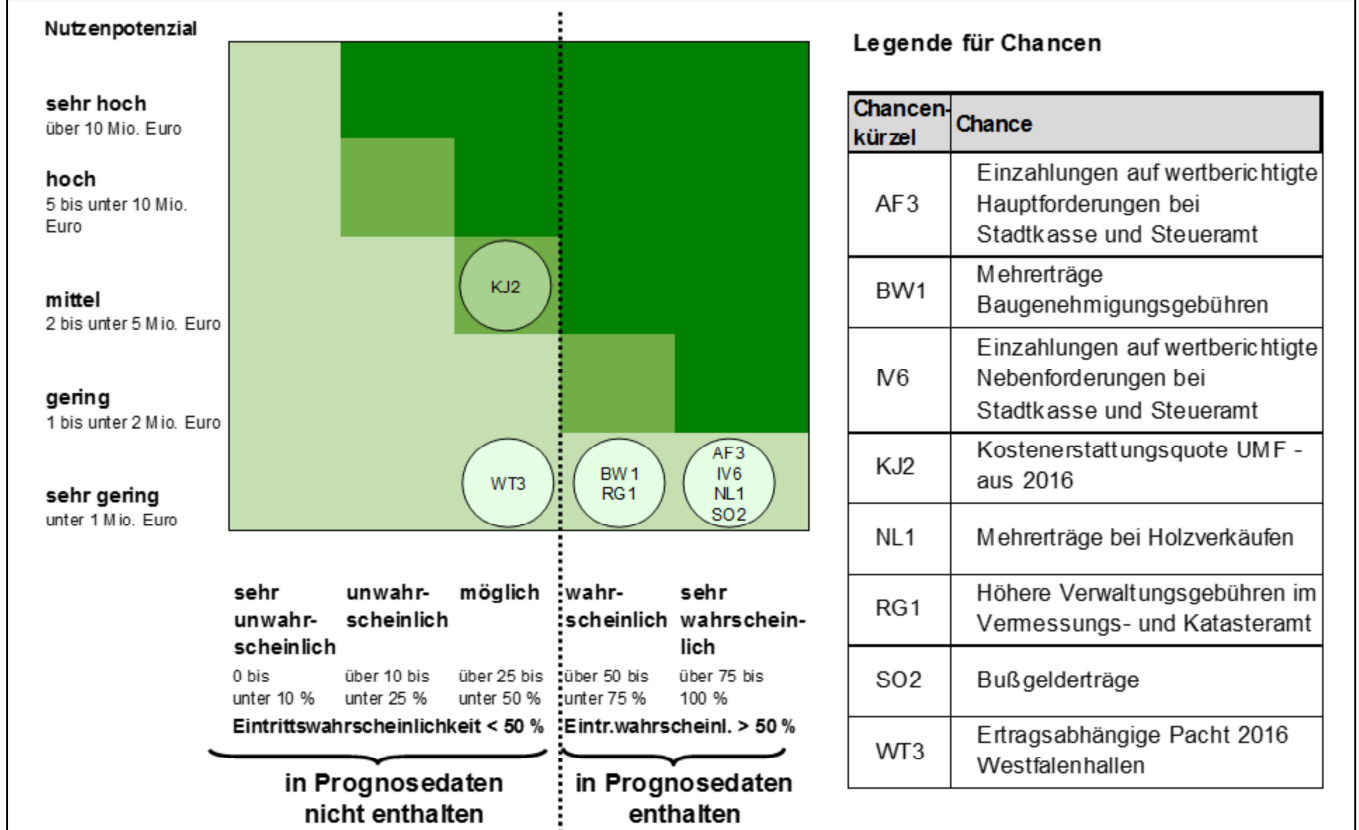 Nutzenpotenzial
sehr hoch
über 10 Mio. Euro
hoch
5 bis unter 10 Mio.
Euro
mittel
2 bis unter 5 Mio. Euro
gering
1 bis unter 2 Mio. Euro
sehr gering
unter 1 Mio. Euro
KJ2
WT3
BW1
RG1
AF3
IV6
NL1
SO2
sehr
unwahr-
scheinlich
0 bis
unter 10 %
unwahr-
scheinlich
über 10 bis
unter 25 %
möglich
über 25 bis
unter 50 %
wahr-
scheinlich
über 50 bis
unter 75 %
sehr
wahrschein-
lich
über 75 bis
100 %
Eintrittswahrscheinlichkeit < 50 %
Eintr.wahrscheinl. > 50 %
in Prognosedaten
nicht enthalten
in Prognosedaten
enthalten
Legende für Chancen
Chancen-
kürzel
Chance
AF3
Einzahlungen auf wertberichtigte
Hauptforderungen bei
Stadtkasse und Steueramt
BW1
Mehrerträge
Baugenehmigungsgebühren
IV6
Einzahlungen auf wertberichtigte
Nebenforderungen bei
Stadtkasse und Steueramt
KJ2
Kostenerstattungsquote UMF -
aus 2016
NL1
Mehrerträge bei Holzverkäufen
RG1
Höhere Verwaltungsgebühren im
Vermessungs- und Katasteramt
SO2
Bußgelderträge
WT3
Ertragsabhängige Pacht 2016
Westfalenhallen